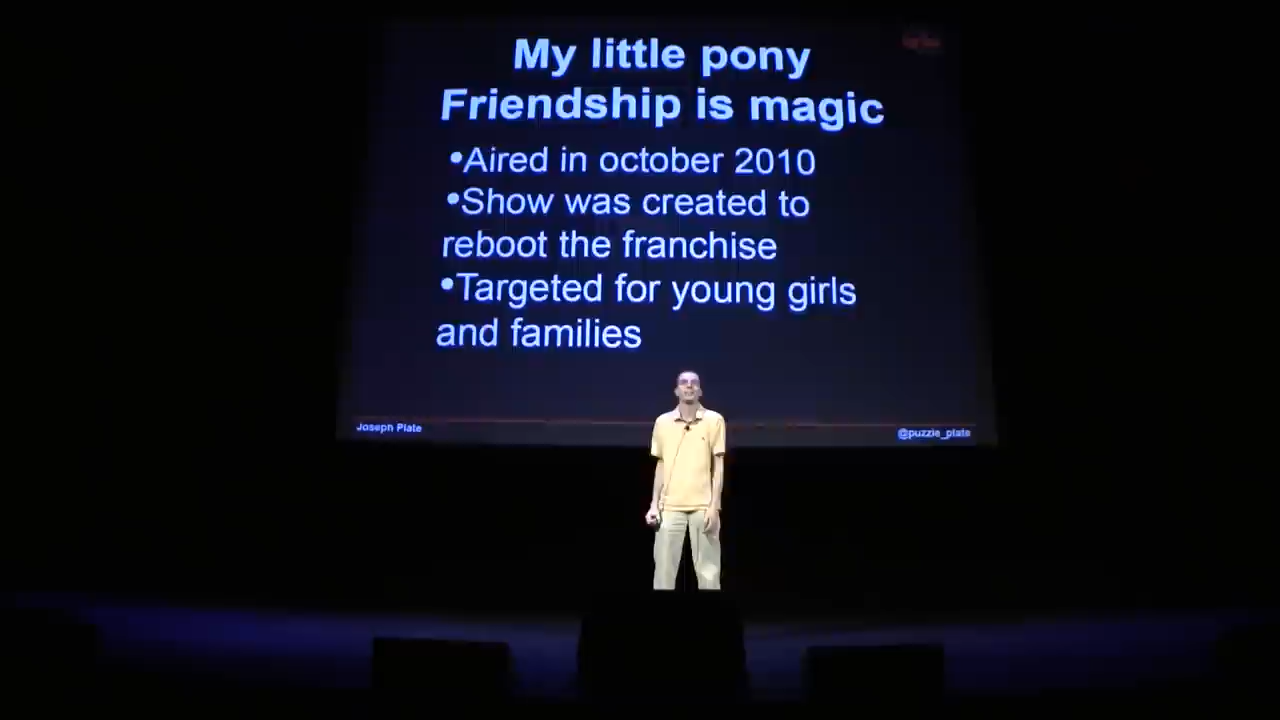 My little pony
Friendship is magic
•Aired in october 2010
•Show was created to
reboot the franchise
•Targeted for young girls
and families
Joseph Plate
@puzzle_plate